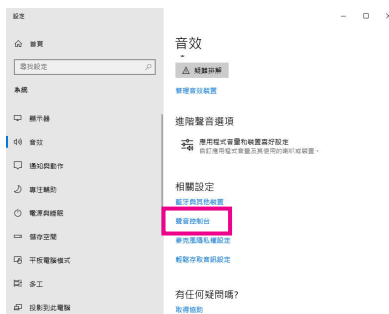 設定
首頁
尋找設定
系統
顯示器
音效
通知與動作
專注輔助
電源與睡眠
儲存空間
平板電腦模式
多工
投影到此電腦
音效
疑難排解
管理音效裝置
進階聲音選項
應用程式音量和裝置喜好設定
自訂應用程式音量及其使用的喇叭或裝置。
相關設定
藍牙與其他裝置
聲音控制台
麥克風隱私權設定
輕鬆存取音訊設定
有任何疑問嗎?
取得協助